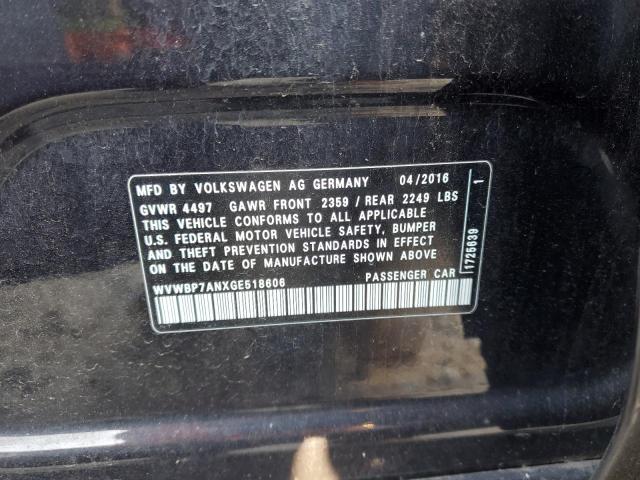 MFD BY VOLKSWAGEN AG GERMANY 04/2016
GVWR 4497 GAWR FRONT 2359 / REAR 2249 LBS
THIS VEHICLE CONFORMS TO ALL APPLICABLE
U.S. FEDERAL MOTOR VEHICLE SAFETY, BUMPER
AND THEFT PREVENTION STANDARDS IN EFFECT
ON THE DATE OF MANUFACTURE SHOWN ABOVE
WVWBP7ANXGE518606 PASSENGER CAR
1725639 1